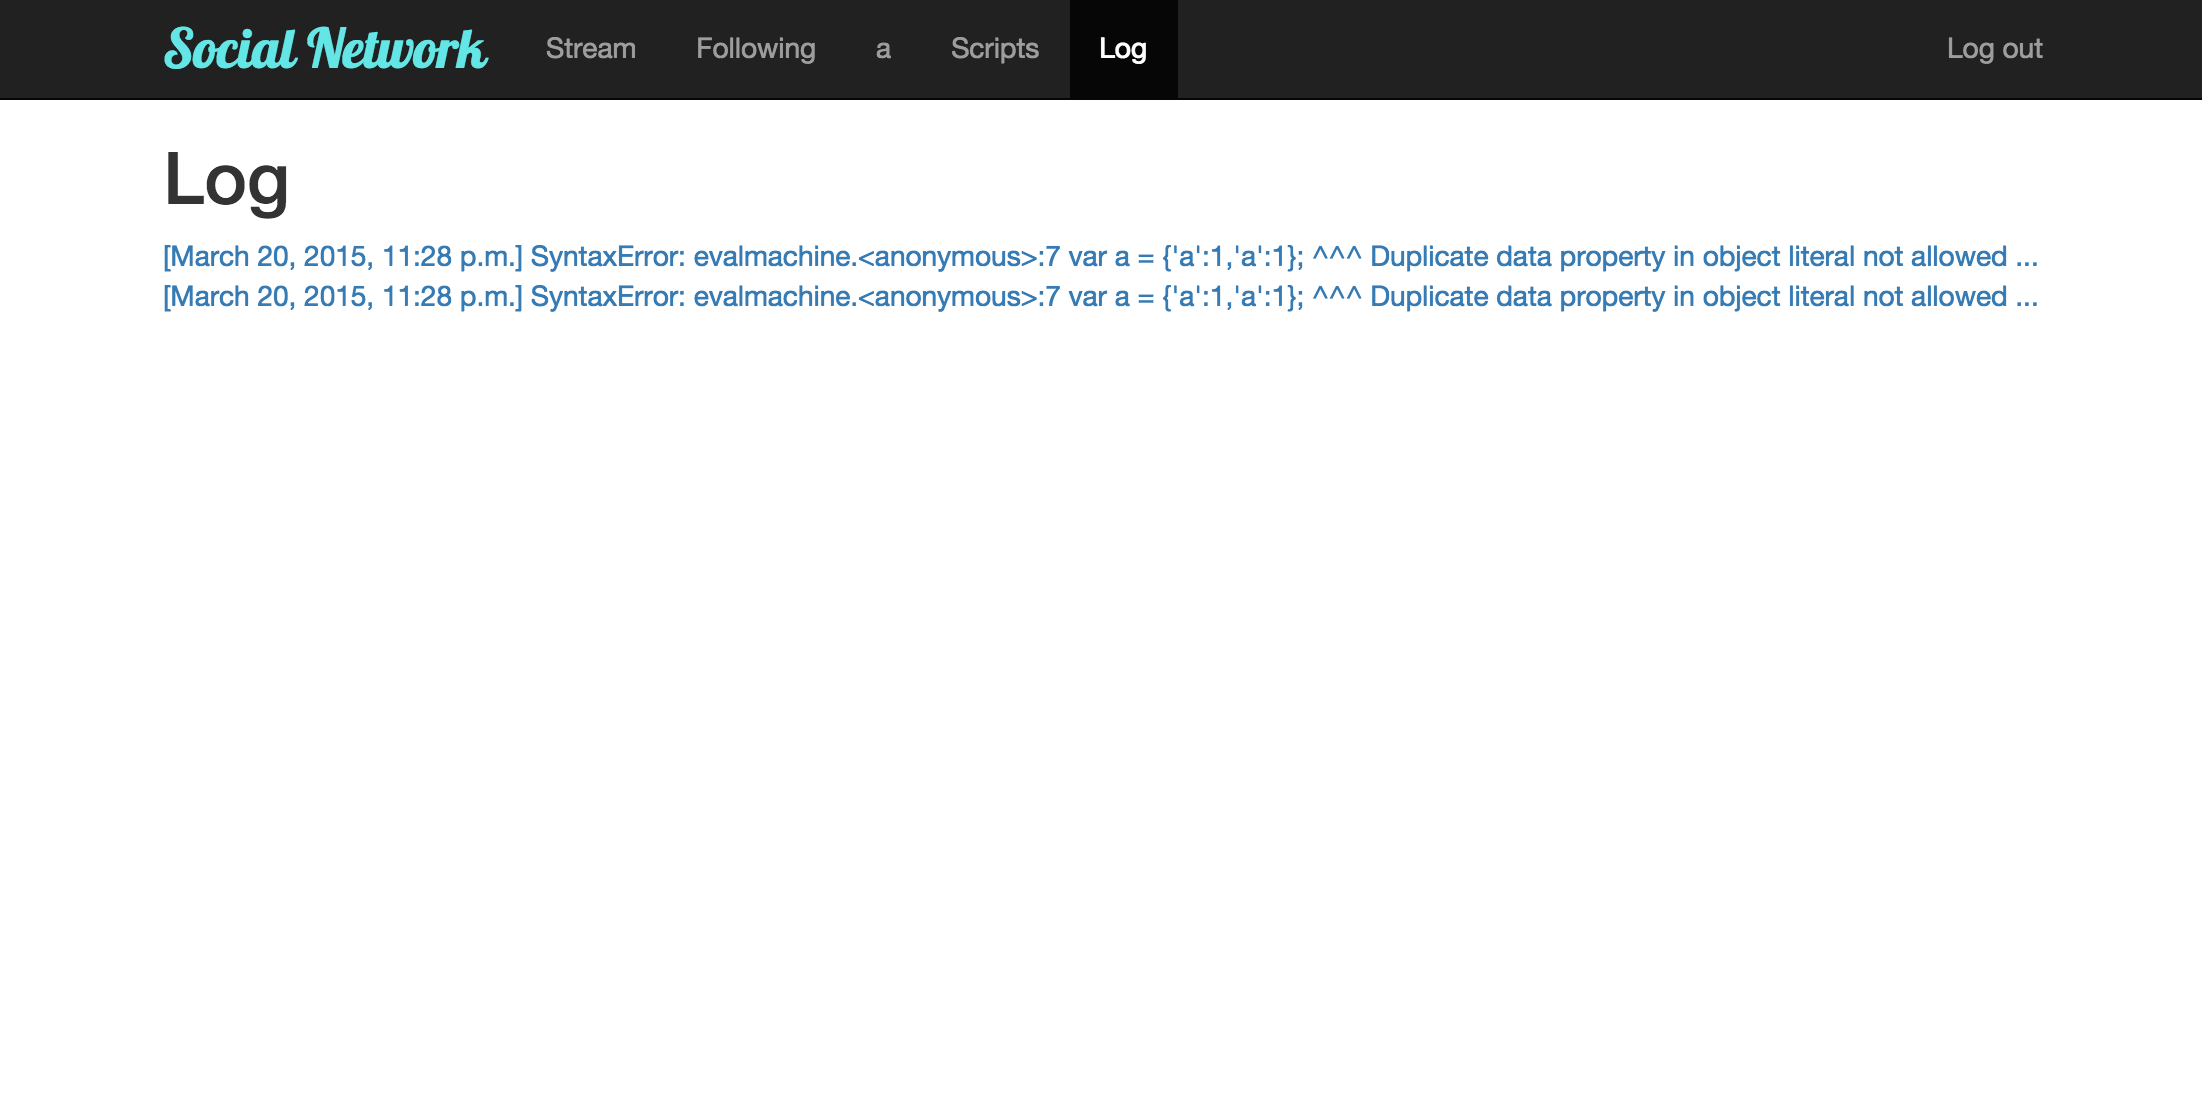 Social Network Stream Following a Scripts Log Log out
Log
[March 20, 2015, 11:28 p.m.] SyntaxError: evalmachine.<anonymous>:7 var a = {'a':1,'a':1}; ^^^ Duplicate data property in object literal not allowed ...
[March 20, 2015, 11:28 p.m.] SyntaxError: evalmachine.<anonymous>:7 var a = {'a':1,'a':1}; ^^^ Duplicate data property in object literal not allowed ...